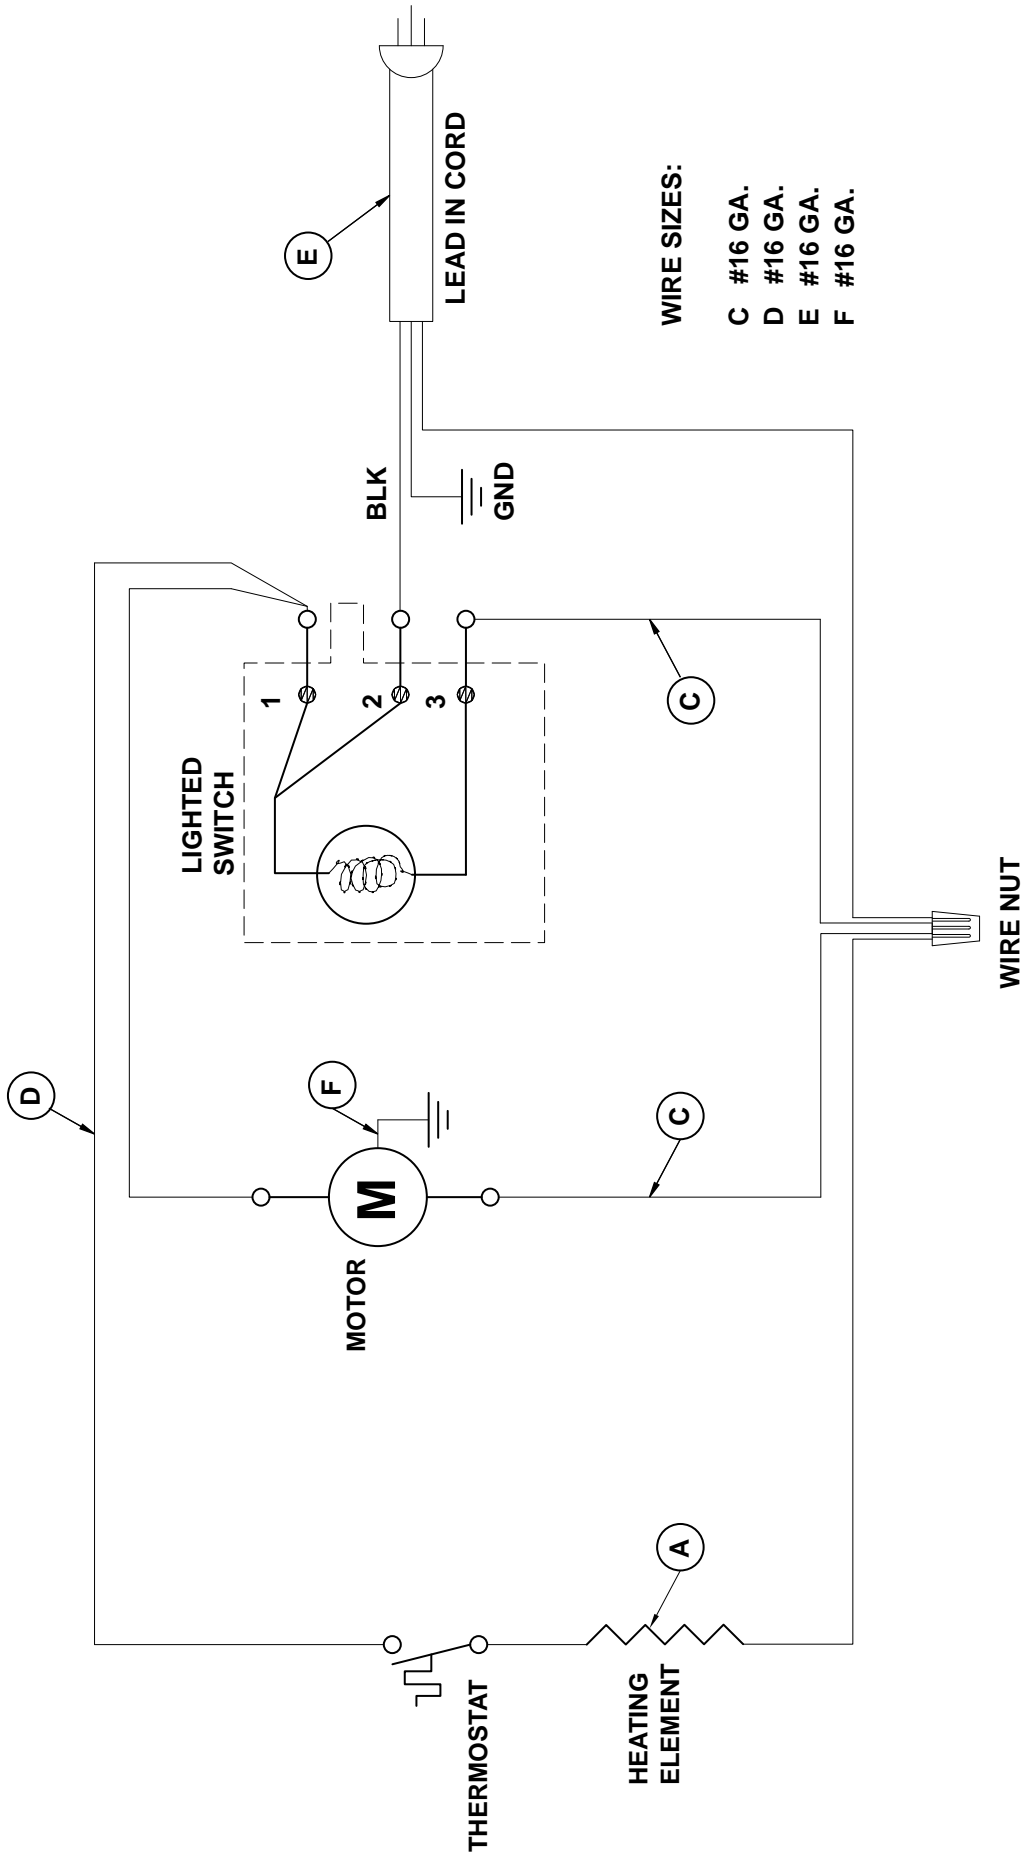 D
THERMOSTAT
HEATING
ELEMENT
A
MOTOR
M
F
C
LIGHTED
SWITCH
1
2
3
C
BLK
GND
E
LEAD IN CORD
WIRE SIZES:
C #16 GA.
D #16 GA.
E #16 GA.
F #16 GA.
WIRE NUT